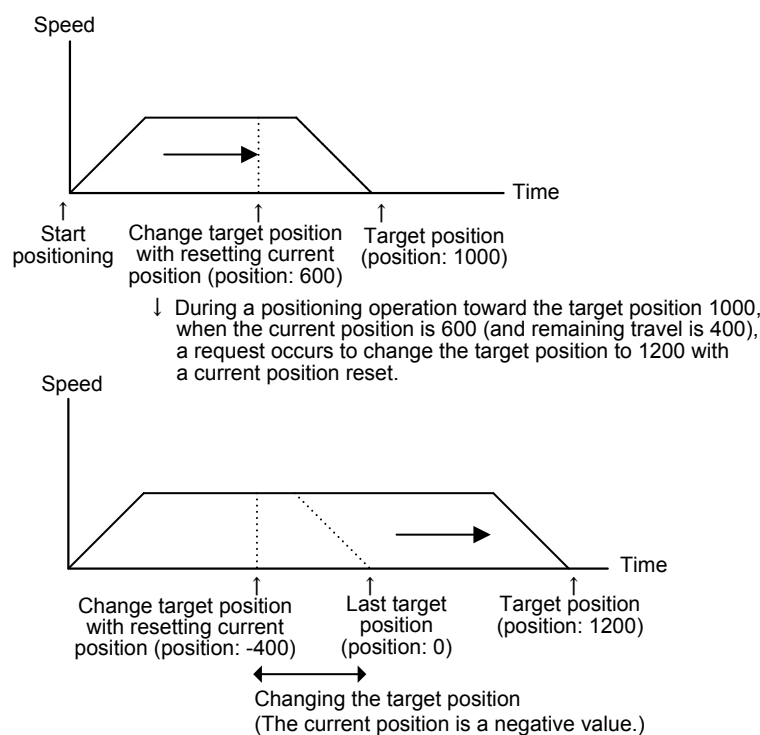 Speed
Time
↑
Start
positioning
↑
Change target position
with resetting current
position (position: 600)
↑
Target position
(position: 1000)
↓ During a positioning operation toward the target position 1000,
when the current position is 600 (and remaining travel is 400),
a request occurs to change the target position to 1200 with
a current position reset.
Speed
Time
↑
Change target position
with resetting current
position (position: -400)
↑
Last target
position
(position: 0)
↑
Target position
(position: 1200)
Changing the target position
(The current position is a negative value.)